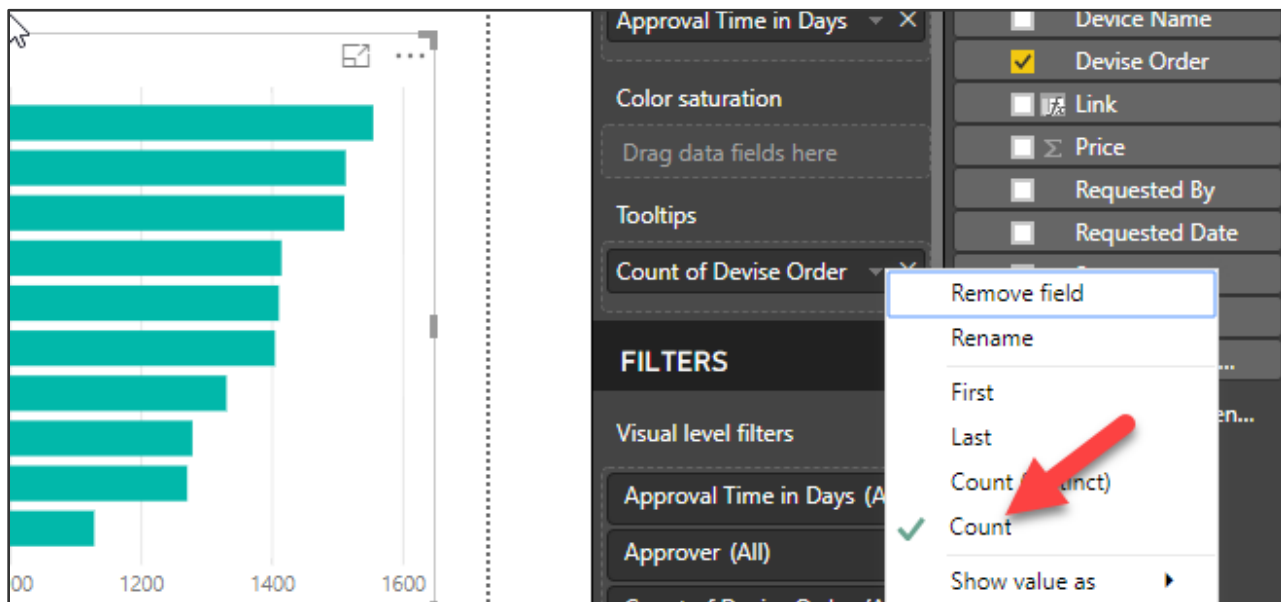 00
1200
1400
1600
Approval Time in Days
Color saturation
Drag data fields here
Tooltips
Count of Devise Order
FILTERS
Visual level filters
Approval Time in Days (A
Approver (All)
Device Name
Devise Order
Link
Price
Requested By
Requested Date
...
en...
Remove field
Rename
First
Last
Count
Count
Show value as